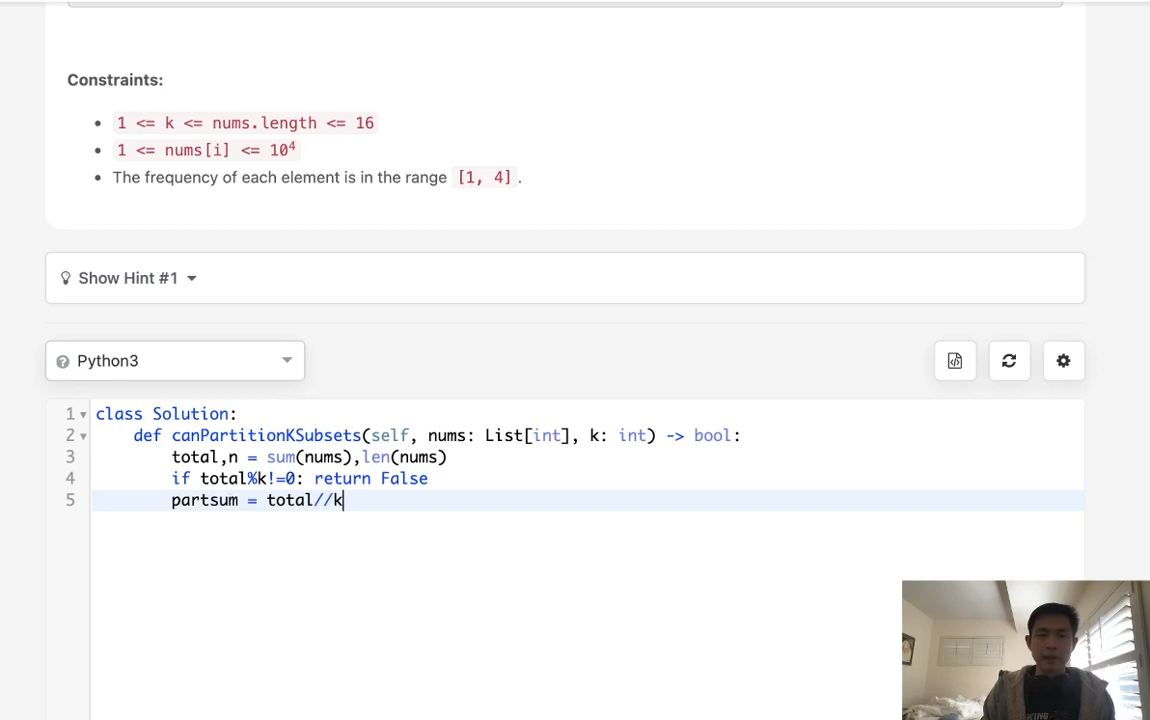 Constraints:
1 <= k <= nums.length <= 16
1 <= nums[i] <= 10⁴
The frequency of each element is in the range [1, 4] .
Show Hint #1
Python3
1 class Solution:
2 def canPartitionKSubsets(self, nums: List[int], k: int) -> bool:
3 total,n = sum(nums),len(nums)
4 if total%k!=0: return False
5 partsum = total//k